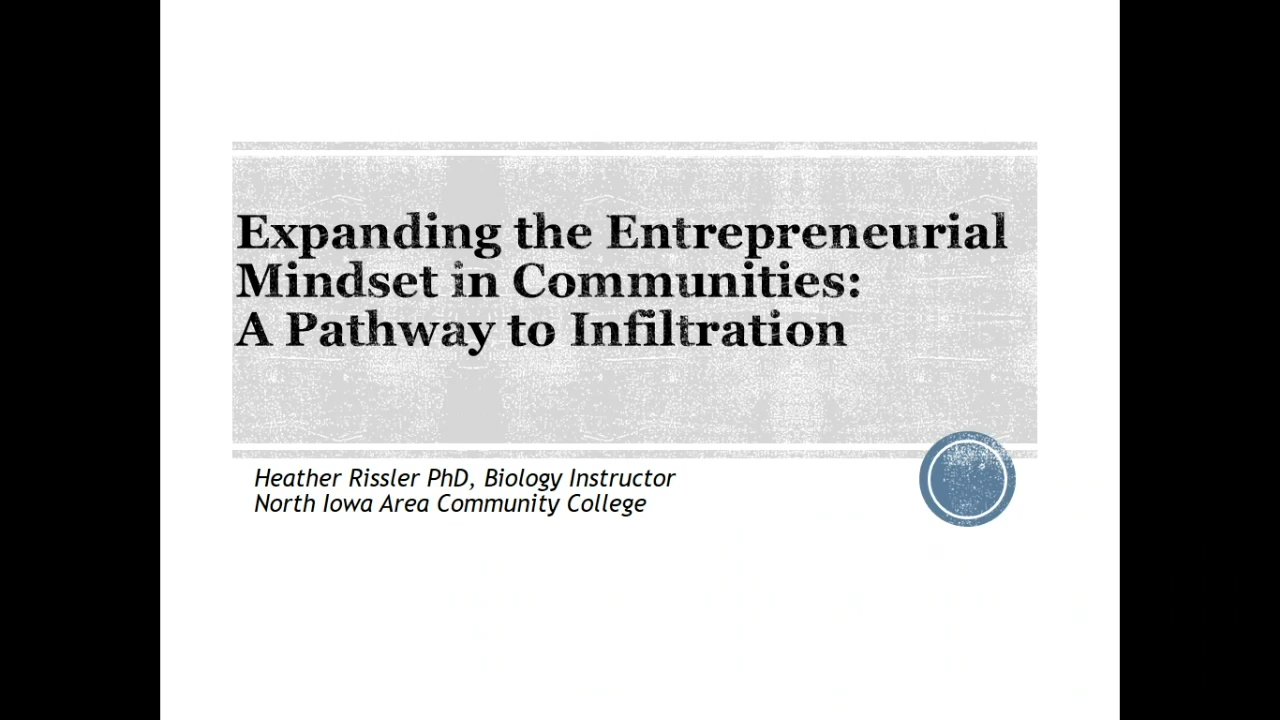 Expanding the Entrepreneurial
Mindset in Communities:
A Pathway to Infiltration
Heather Rissler PhD, Biology Instructor
North Iowa Area Community College